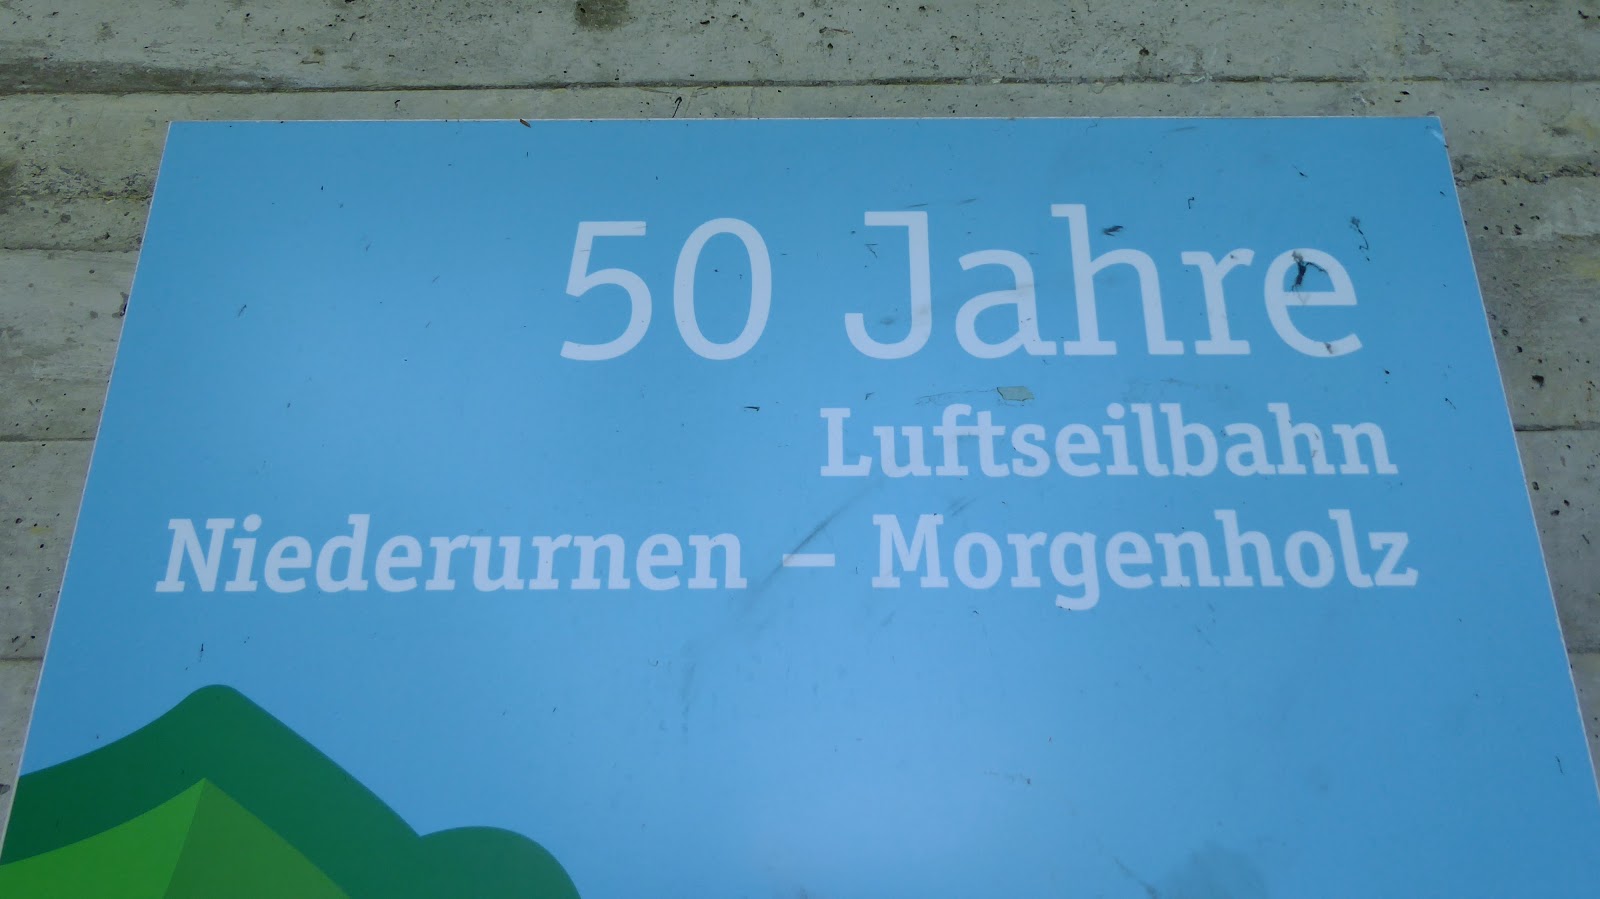 50 Jahre
Luftseilbahn
Niederurnen – Morgenholz